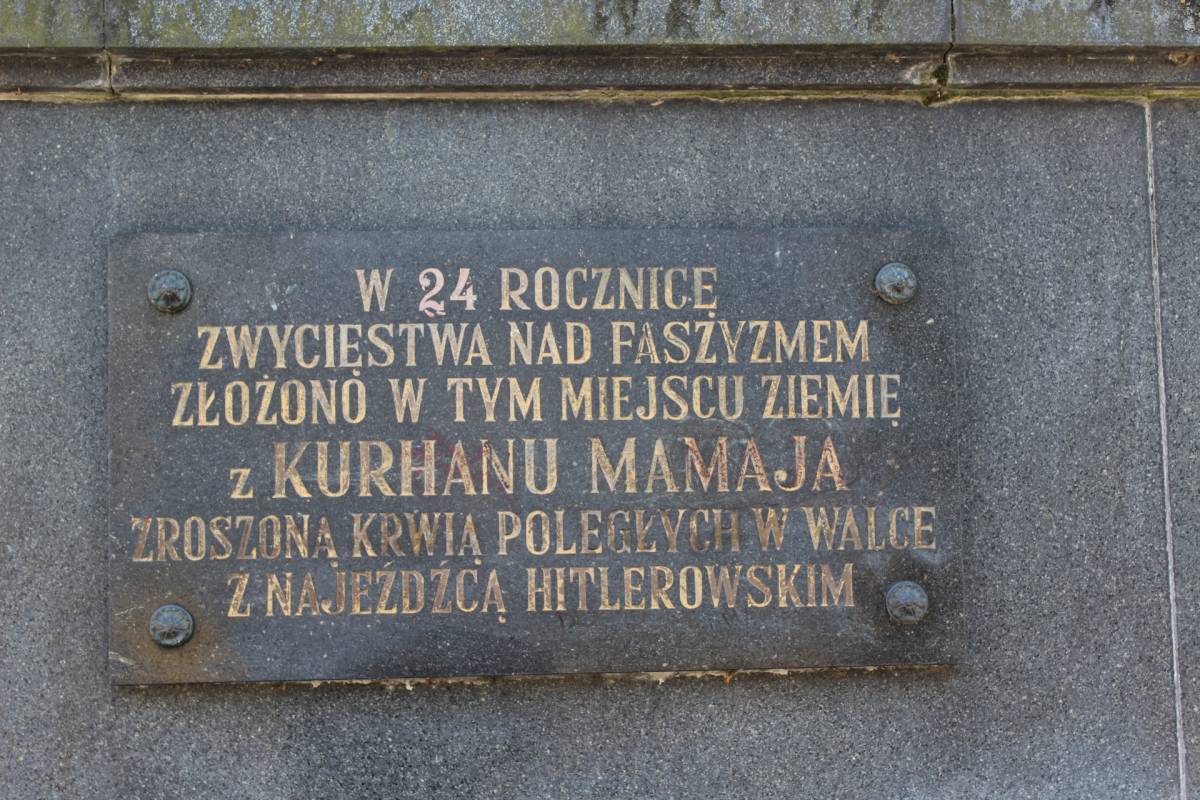 W 24 ROCZNICĘ
ZWYCIĘSTWA NAD FASZYZMEM
ZŁOŻONO W TYM MIEJSCU ZIEMIĘ
z KURHANU MAMAJA
ZROSZONĄ KRWIĄ POLEGŁYCH W WALCE
Z NAJEŹDŹCĄ HITLEROWSKIM